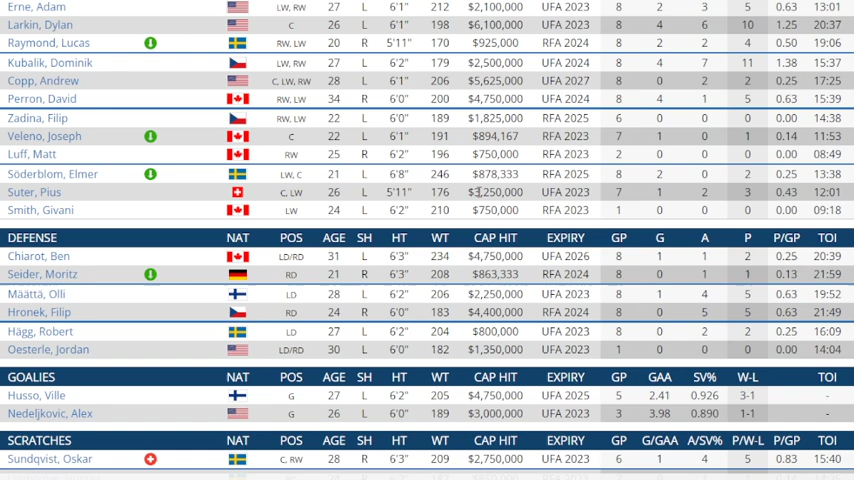 Erne, Adam LW, RW 27 L 6'1" 212 $2,100,000 UFA 2023 8 2 3 5 0.63 13:01
Larkin, Dylan C 26 L 6'1" 198 $6,100,000 UFA 2023 8 4 6 10 1.25 20:37
Raymond, Lucas RW, LW 20 R 5'11" 170 $925,000 RFA 2024 8 2 2 4 0.50 19:06
Kubalik, Dominik LW, RW 27 L 6'2" 179 $2,500,000 UFA 2024 8 4 7 11 1.38 15:37
Copp, Andrew C, LW, RW 28 L 6'1" 206 $5,625,000 UFA 2027 8 0 2 2 0.25 17:25
Perron, David RW, LW 34 R 6'0" 200 $4,750,000 UFA 2024 8 4 1 5 0.63 15:39
Zadina, Filip RW, LW 22 L 6'0" 189 $1,825,000 RFA 2025 6 0 0 0 0.00 14:38
Veleno, Joseph C 22 L 6'1" 191 $894,167 RFA 2023 7 1 0 1 0.14 11:53
Luff, Matt RW 25 R 6'2" 196 $750,000 RFA 2023 2 0 0 0 0.00 08:49
Söderblom, Elmer LW, C 21 L 6'8" 246 $878,333 RFA 2025 8 2 0 2 0.25 13:38
Suter, Pius C, LW 26 L 5'11" 176 $3,250,000 UFA 2023 7 1 2 3 0.43 12:01
Smith, Givani LW 24 L 6'2" 210 $750,000 RFA 2023 1 0 0 0 0.00 09:18
DEFENSE NAT POS AGE SH HT WT CAP HIT EXPIRY GP G A P P/GP TOI
Chiarot, Ben LD/RD 31 L 6'3" 234 $4,750,000 UFA 2026 8 1 1 2 0.25 20:39
Seider, Moritz RD 21 R 6'3" 208 $863,333 RFA 2024 8 0 1 1 0.13 21:59
Määttä, Olli LD 28 L 6'2" 206 $2,250,000 UFA 2023 8 1 4 5 0.63 19:52
Hronek, Filip RD 24 R 6'0" 183 $4,400,000 RFA 2024 8 0 5 5 0.63 21:49
Hägg, Robert LD 27 L 6'2" 204 $800,000 UFA 2023 8 0 2 2 0.25 16:09
Oesterle, Jordan LD/RD 30 L 6'0" 182 $1,350,000 UFA 2023 1 0 0 0 0.00 14:04
GOALIES NAT POS AGE SH HT WT CAP HIT EXPIRY GP GAA SV% W-L TOI
Husso, Ville G 27 L 6'2" 205 $4,750,000 UFA 2025 5 2.41 0.926 3-1 -
Nedeljkovic, Alex G 26 L 6'0" 189 $3,000,000 UFA 2023 3 3.98 0.890 1-1 -
SCRATCHES NAT POS AGE SH HT WT CAP HIT EXPIRY GP G/GAA A/SV% P/W-L P/GP TOI
Sundqvist, Oskar C, RW 28 R 6'3" 209 $2,750,000 UFA 2023 6 1 4 5 0.83 15:40